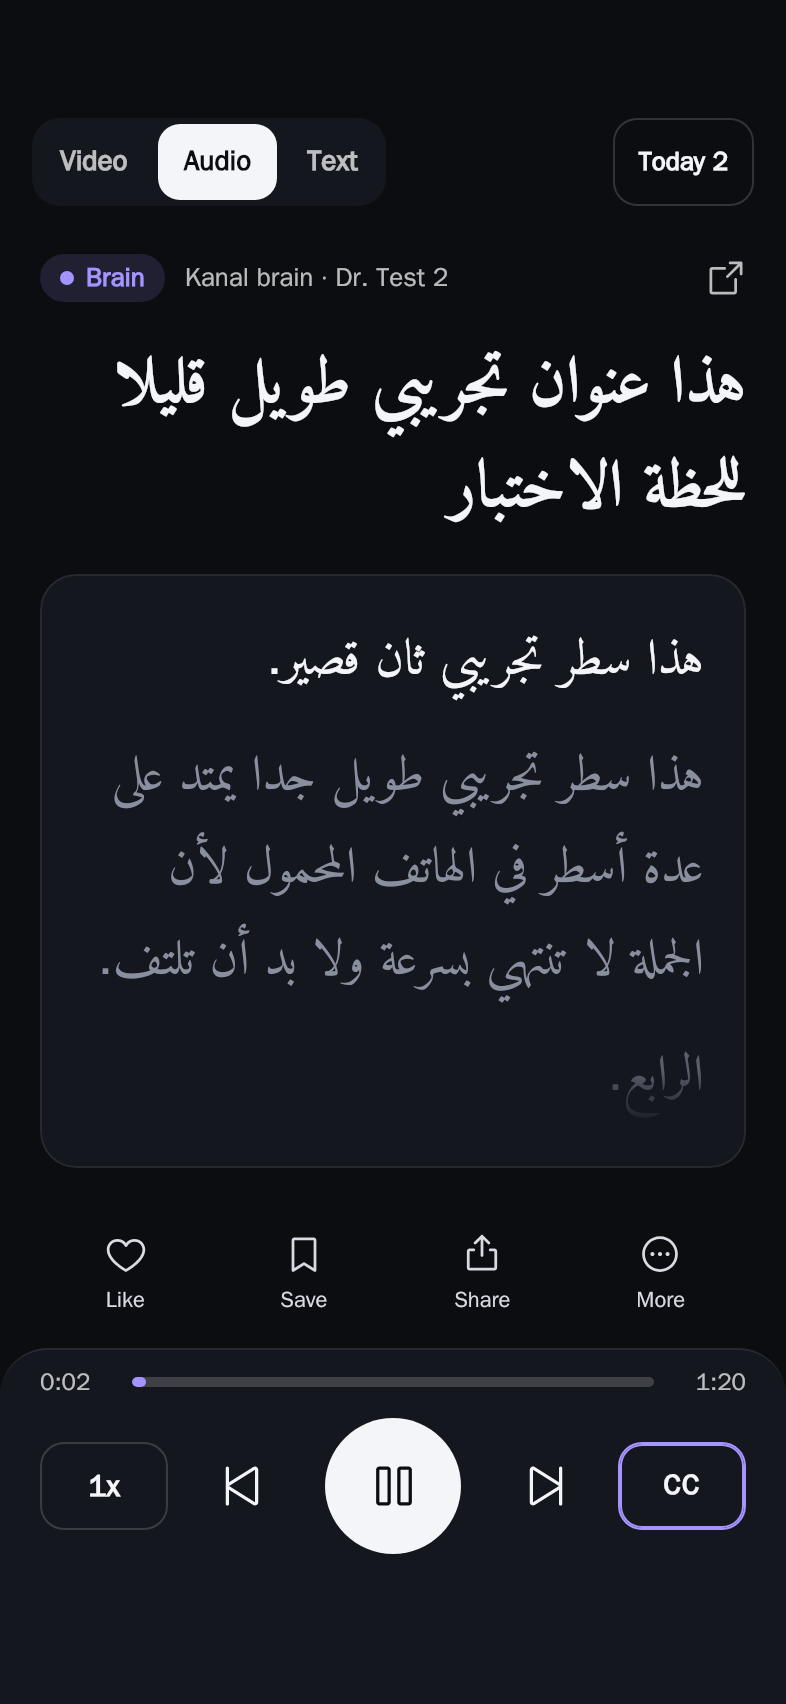 Video Audio Text Today 2
Brain Kanal brain · Dr. Test 2
هذا عنوان تجريبي طويل قليلا
للحظة الاختبار
هذا سطر تجريبي ثان قصير.
هذا سطر تجريبي طويل جدا يمتد على
عدة أسطر في الهاتف المحمول لأن
الجملة لا تنتهي بسرعة ولا بد أن تلتف.
الرابع.
Like Save Share More
0:02 1:20
1x CC